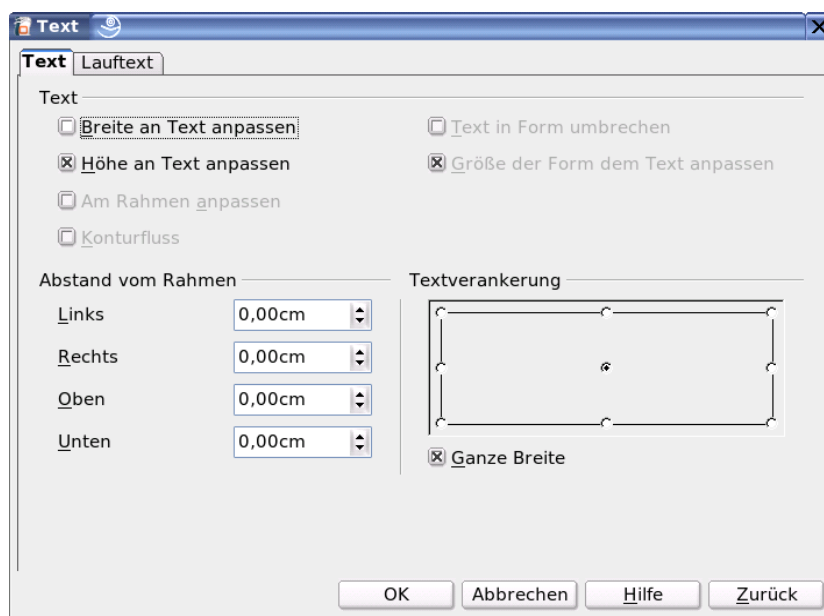 Text
Text Lauftext
Text
Breite an Text anpassen
Höhe an Text anpassen
Am Rahmen anpassen
Konturfluss
Text in Form umbrechen
Größe der Form dem Text anpassen
Abstand vom Rahmen
Links 0,00cm
Rechts 0,00cm
Oben 0,00cm
Unten 0,00cm
Textverankerung
Ganze Breite
OK Abbrechen Hilfe Zurück